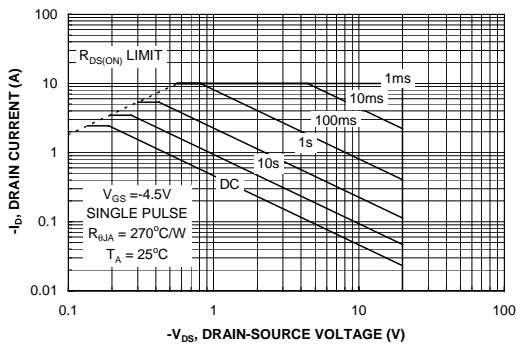 100
10
1
0.1
0.01
-I_D, DRAIN CURRENT (A)
R_DS(ON) LIMIT
1ms
10ms
100ms
1s
10s
DC
V_GS =-4.5V
SINGLE PULSE
R_θJA = 270°C/W
T_A = 25°C
0.1 1 10 100
-V_DS, DRAIN-SOURCE VOLTAGE (V)